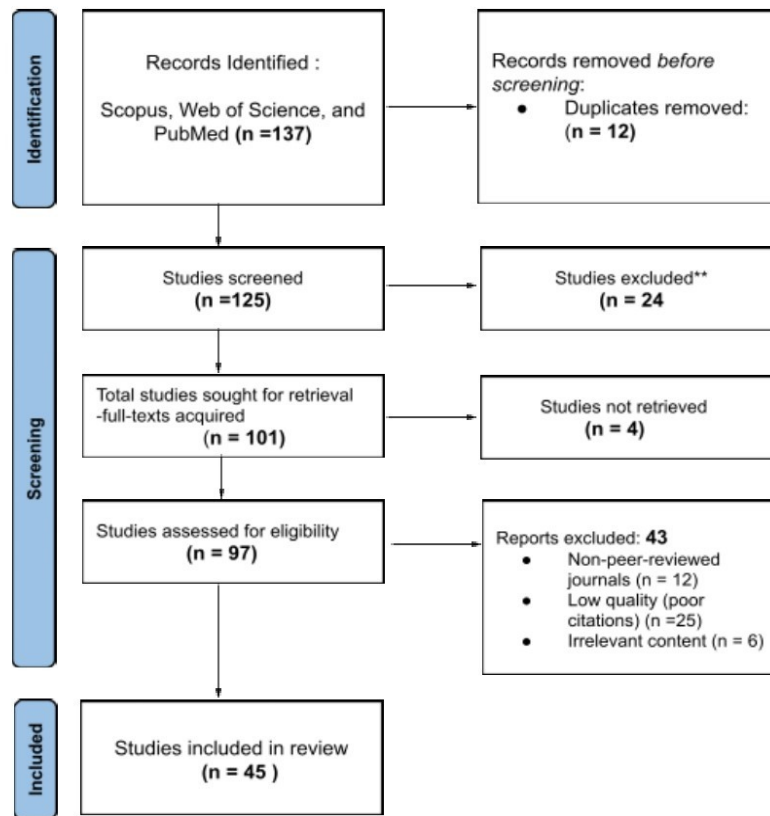 Identification
Records Identified :
Scopus, Web of Science, and
PubMed (n =137)
Records removed before
screening:
● Duplicates removed:
(n = 12)
Screening
Studies screened
(n =125)
Studies excluded**
(n = 24
Total studies sought for retrieval
-full-texts acquired
(n = 101)
Studies not retrieved
(n = 4)
Studies assessed for eligibility
(n = 97)
Reports excluded: 43
● Non-peer-reviewed
journals (n = 12)
● Low quality (poor
citations) (n =25)
● Irrelevant content (n = 6)
Included
Studies included in review
(n = 45 )